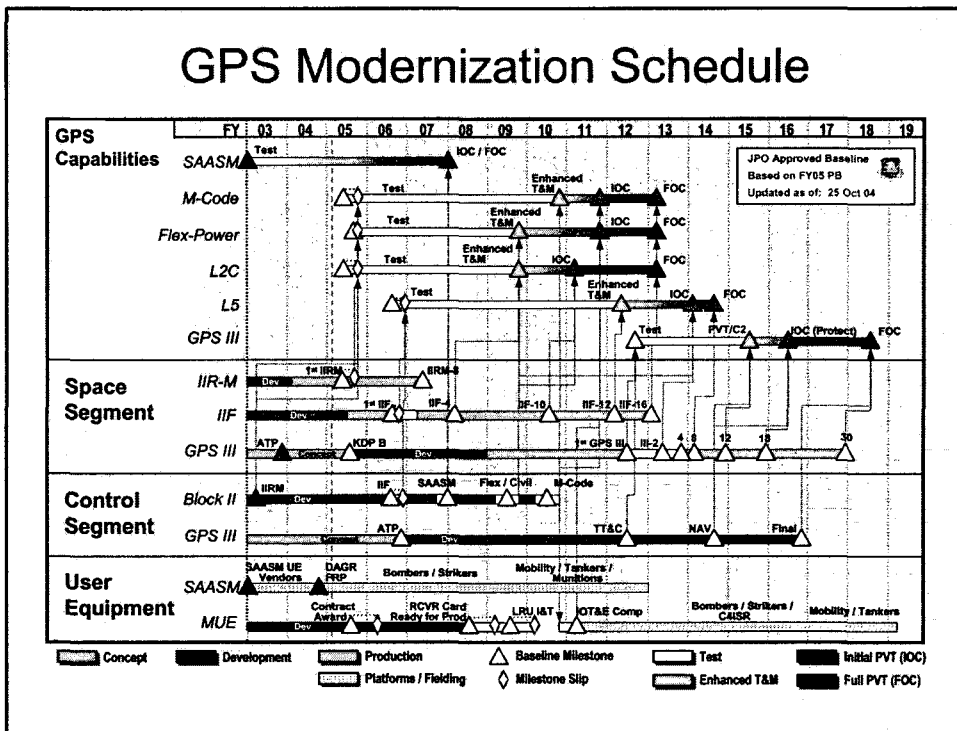 GPS Modernization Schedule
FY 03 04 05 06 07 08 09 10 11 12 13 14 15 16 17 18 19
GPS
Capabilities
JPO Approved Baseline
Based on FY05 PB
Updated as of: 25 Oct 04
SAASM
Test
IOC / FOC
M-Code
Test
Enhanced
T&M
IOC
FOC
Flex-Power
Test
Enhanced
T&M
IOC
FOC
L2C
Test
Enhanced
T&M
IOC
FOC
L5
Test
Enhanced
T&M
IOC
FOC
GPS III
Test
PVT/C2
IOC (Protect)
FOC
Space
Segment
IIR-M
Dev
1st IIRM
IIRM-8
IIF
Dev
1st IIF
IIF-4
IIF-10
IIF-12
IIF-16
GPS III
ATP
Concept
KDP B
Dev
1st GPS III
III-2
4
8
12
18
30
Control
Segment
Block II
IIRM
Dev
IIF
SAASM
Flex / Civil
M-Code
GPS III
Concept
ATP
Dev
TT&C
NAV
Final
User
Equipment
SAASM
SAASM UE
Vendors
DAGR
FRP
Bombers / Strikers
Mobility / Tankers /
Munitions
MUE
Dev
Contract
Award
RCVR Card
Ready for Prod
LRU I&T
IOT&E Comp
Bombers / Strikers /
C4ISR
Mobility / Tankers
Concept
Development
Production
Baseline Milestone
Test
Initial PVT (IOC)
Platforms / Fielding
Milestone Slip
Enhanced T&M
Full PVT (FOC)